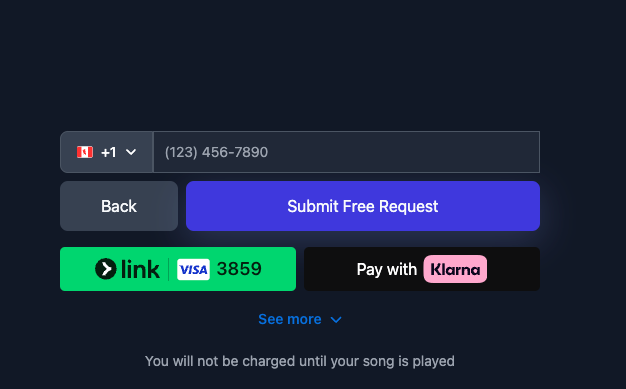 +1 (123) 456-7890
Back Submit Free Request
link VISA 3859 Pay with Klarna
See more
You will not be charged until your song is played